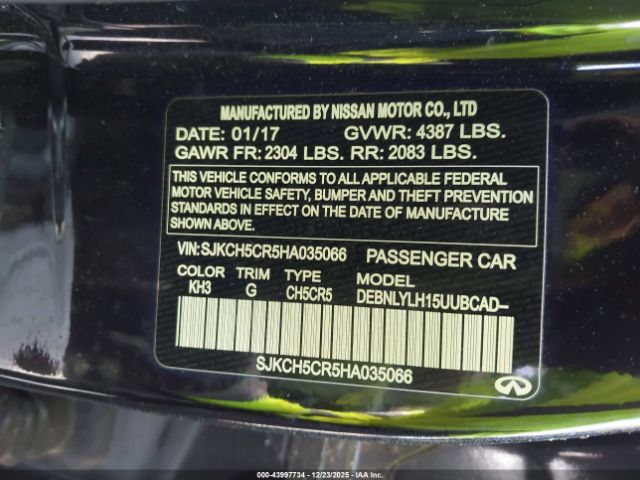 MANUFACTURED BY NISSAN MOTOR CO., LTD
DATE: 01/17 GVWR: 4387 LBS.
GAWR FR: 2304 LBS. RR: 2083 LBS.
THIS VEHICLE CONFORMS TO ALL APPLICABLE FEDERAL
MOTOR VEHICLE SAFETY, BUMPER AND THEFT PREVENTION
STANDARDS IN EFFECT ON THE DATE OF MANUFACTURE
SHOWN ABOVE.
VIN:SJKCH5CR5HA035066 PASSENGER CAR
COLOR TRIM TYPE MODEL
KH3 G CH5CR5 DEBNLYLH15UUBCAD–
SJKCH5CR5HA035066
000-43997734 - 12/23/2025 - IAA Inc.